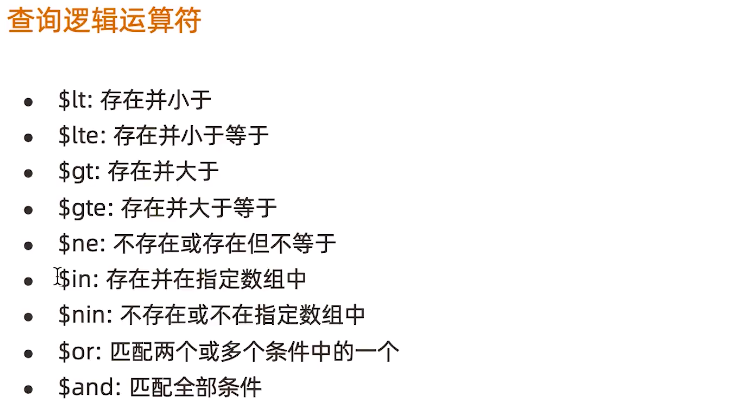 查询逻辑运算符
• $lt: 存在并小于
• $lte: 存在并小于等于
• $gt: 存在并大于
• $gte: 存在并大于等于
• $ne: 不存在或存在但不等于
• $in: 存在并在指定数组中
• $nin: 不存在或不在指定数组中
• $or: 匹配两个或多个条件中的一个
• $and: 匹配全部条件